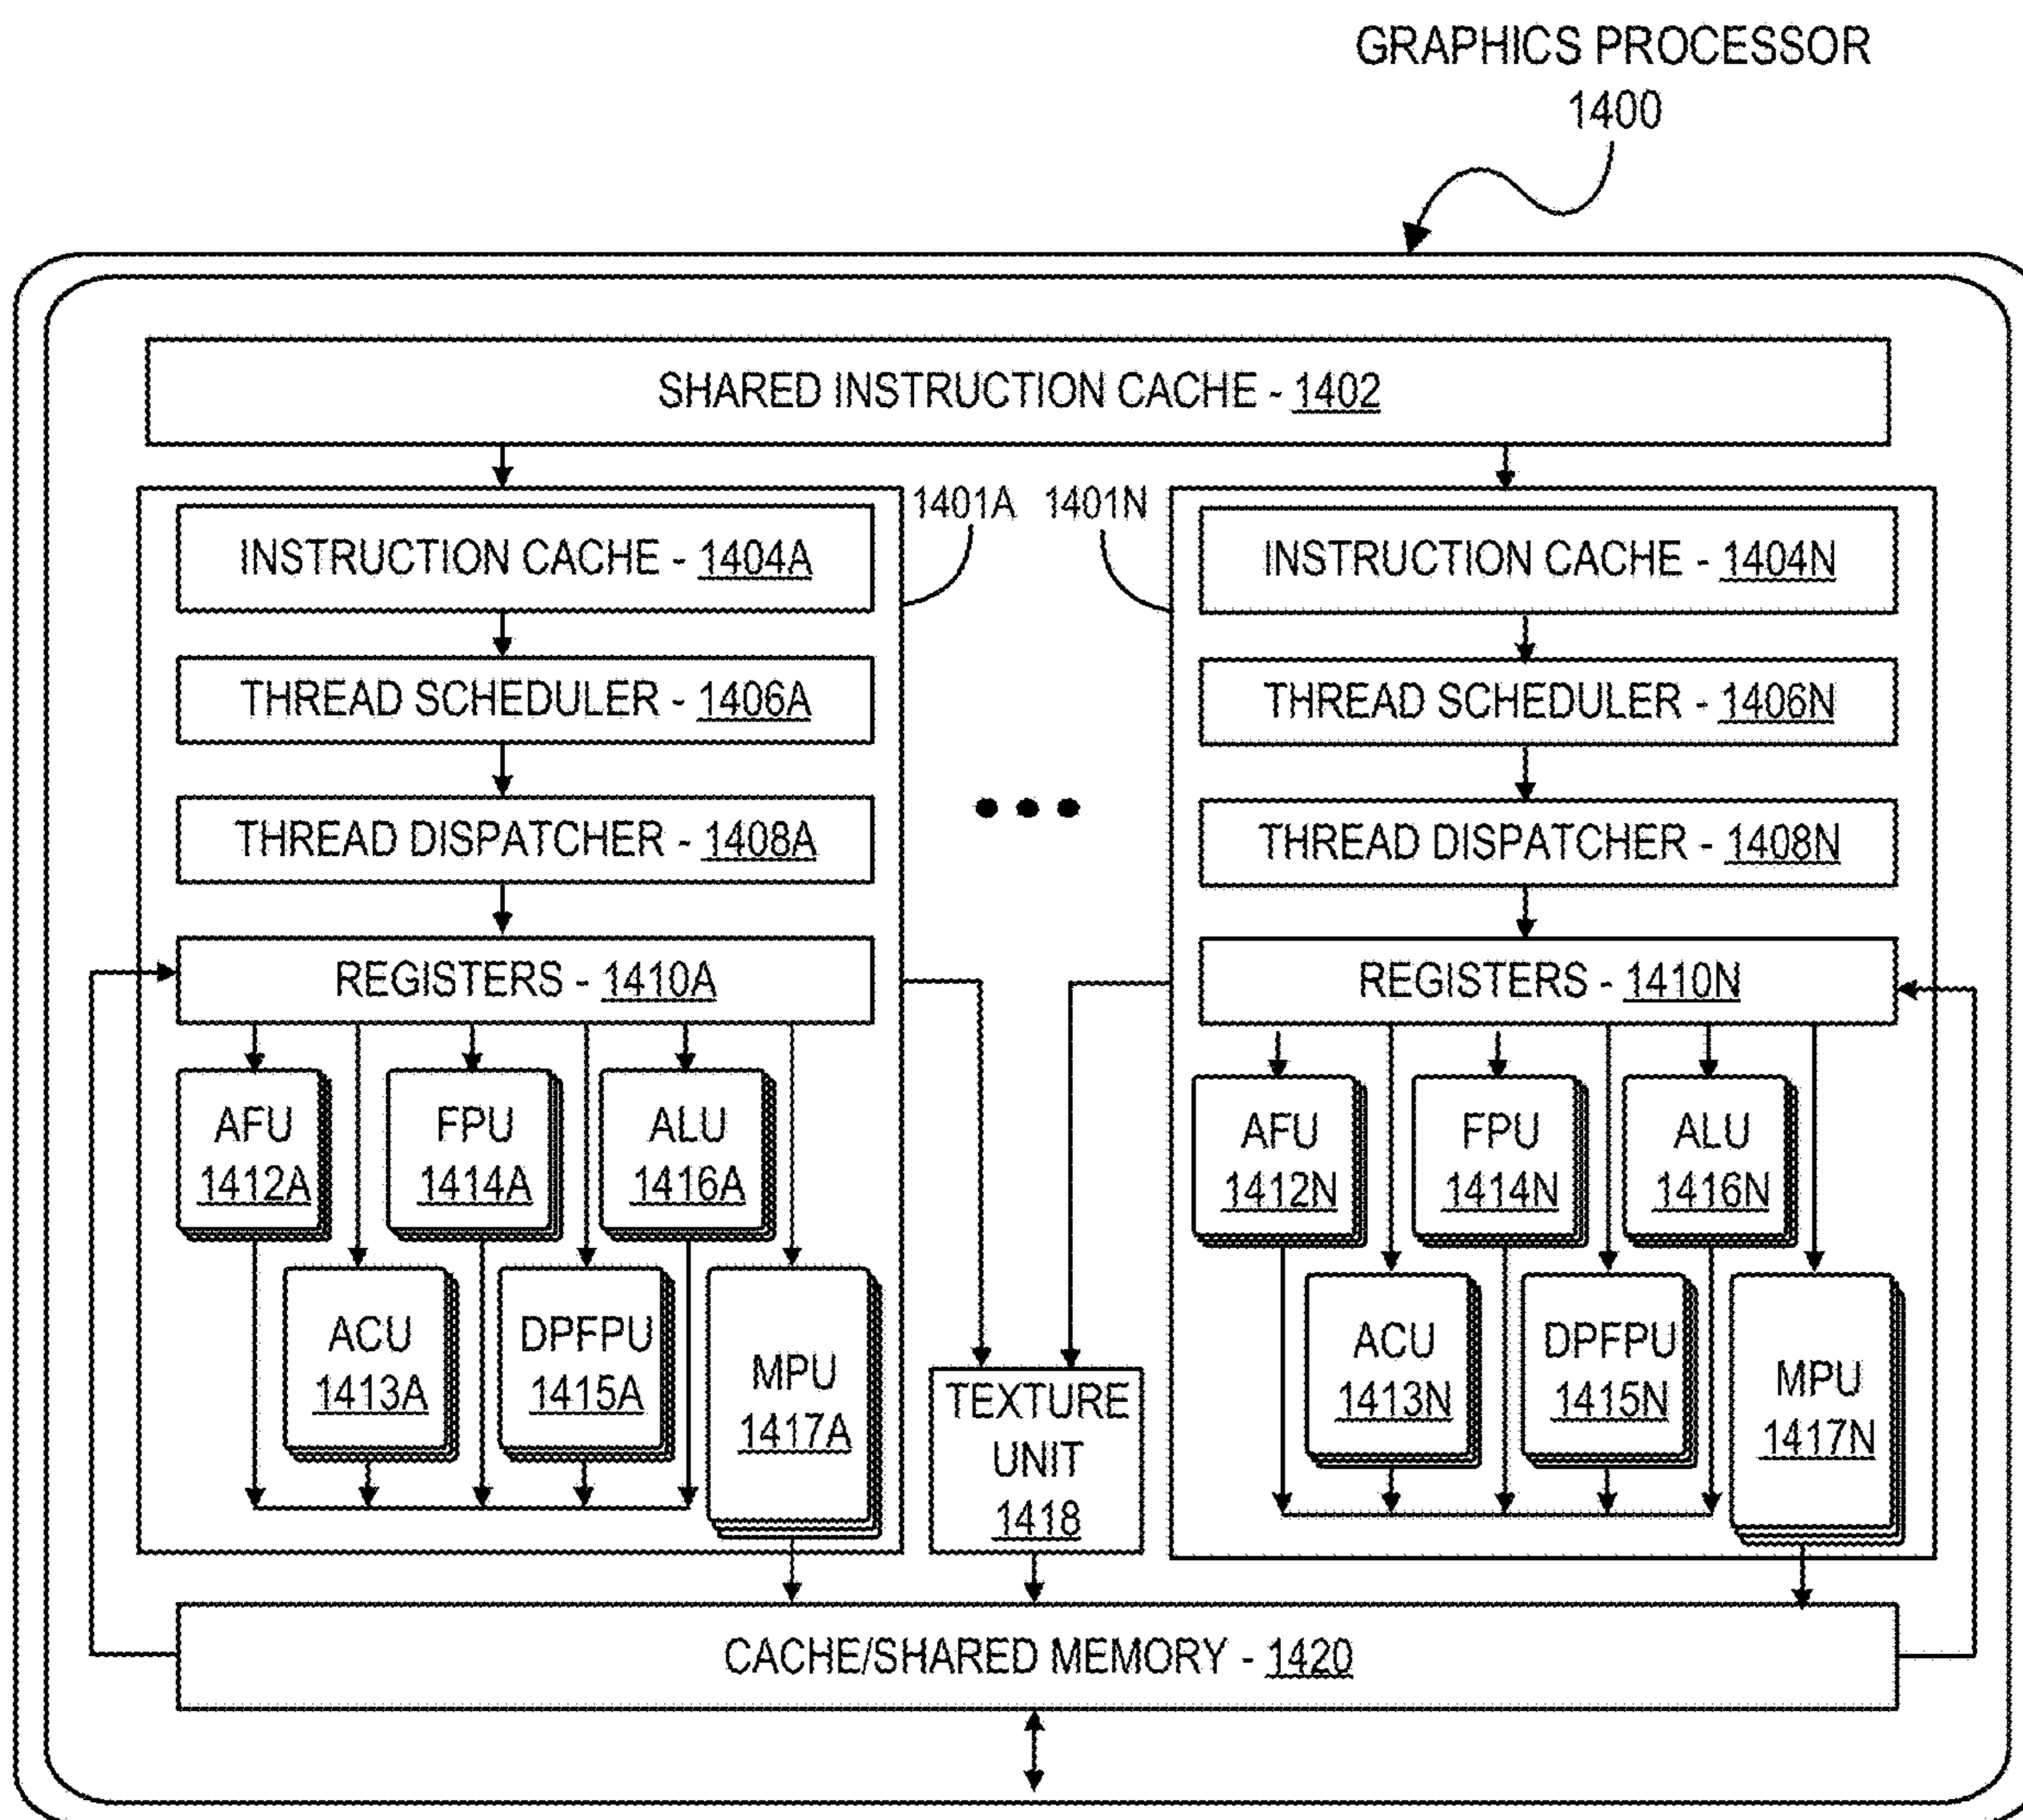 GRAPHICS PROCESSOR
1400
SHARED INSTRUCTION CACHE - 1402
1401A
1401N
INSTRUCTION CACHE - 1404A
THREAD SCHEDULER - 1406A
THREAD DISPATCHER - 1408A
REGISTERS - 1410A
AFU
1412A
FPU
1414A
ALU
1416A
ACU
1413A
DPFPU
1415A
MPU
1417A
TEXTURE
UNIT
1418
INSTRUCTION CACHE - 1404N
THREAD SCHEDULER - 1406N
THREAD DISPATCHER - 1408N
REGISTERS - 1410N
AFU
1412N
FPU
1414N
ALU
1416N
ACU
1413N
DPFPU
1415N
MPU
1417N
CACHE/SHARED MEMORY - 1420